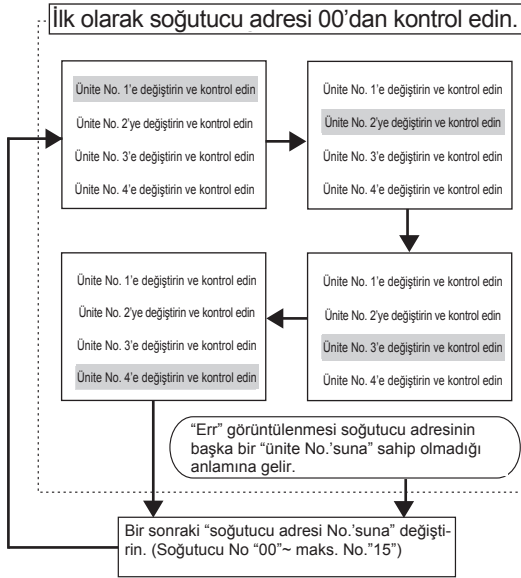 İlk olarak soğutucu adresi 00’dan kontrol edin.
Ünite No. 1’e değiştirin ve kontrol edin
Ünite No. 2’ye değiştirin ve kontrol edin
Ünite No. 3’e değiştirin ve kontrol edin
Ünite No. 4’e değiştirin ve kontrol edin
Ünite No. 1’e değiştirin ve kontrol edin
Ünite No. 2’ye değiştirin ve kontrol edin
Ünite No. 3’e değiştirin ve kontrol edin
Ünite No. 4’e değiştirin ve kontrol edin
Ünite No. 1’e değiştirin ve kontrol edin
Ünite No. 2’ye değiştirin ve kontrol edin
Ünite No. 3’e değiştirin ve kontrol edin
Ünite No. 4’e değiştirin ve kontrol edin
Ünite No. 1’e değiştirin ve kontrol edin
Ünite No. 2’ye değiştirin ve kontrol edin
Ünite No. 3’e değiştirin ve kontrol edin
Ünite No. 4’e değiştirin ve kontrol edin
“Err” görüntülenmesi soğutucu adresinin
başka bir “ünite No.’suna” sahip olmadığı
anlamına gelir.
Bir sonraki “soğutucu adresi No.’suna” değişti-
rin. (Soğutucu No “00”~ maks. No.”15”)